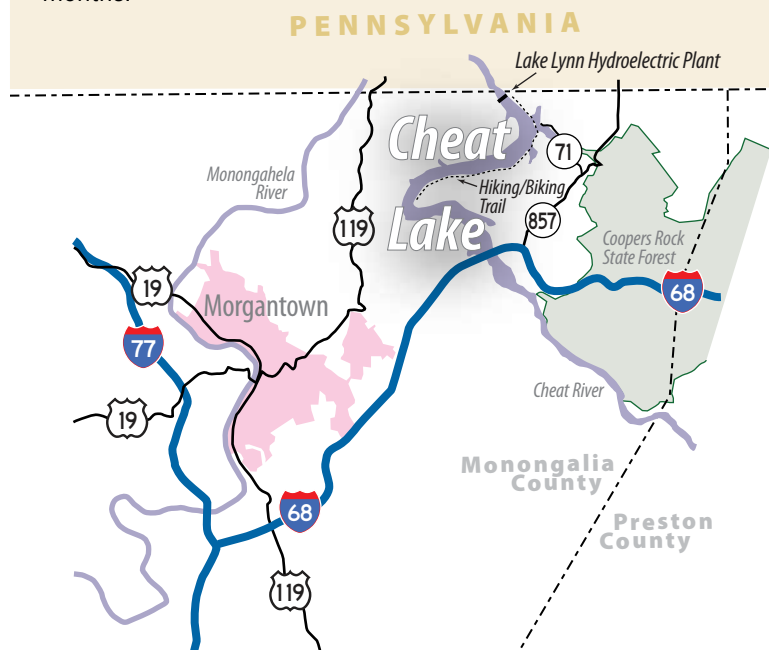 months.
PENNSYLVANIA
Lake Lynn Hydroelectric Plant
Cheat
Lake
71
Hiking/Biking
Trail
857
Monongahela
River
119
Coopers Rock
State Forest
68
19
Morgantown
77
19
Cheat River
Monongalia
County
68
Preston
County
119